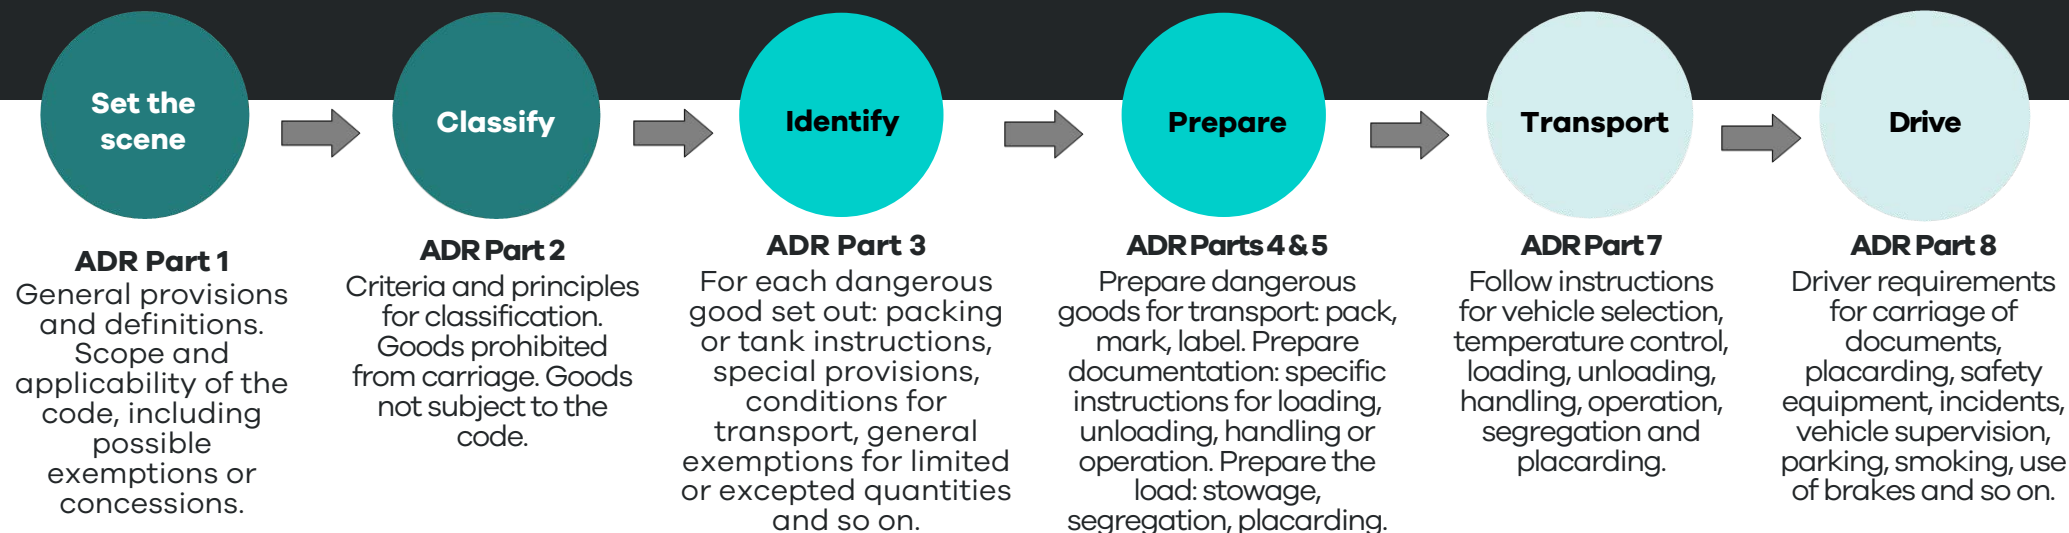 Set the
scene
Classify
Identify
Prepare
Transport
Drive
ADR Part 1
General provisions
and definitions.
Scope and
applicability of the
code, including
possible
exemptions or
concessions.
ADR Part 2
Criteria and principles
for classification.
Goods prohibited
from carriage. Goods
not subject to the
code.
ADR Part 3
For each dangerous
good set out: packing
or tank instructions,
special provisions,
conditions for
transport, general
exemptions for limited
or excepted quantities
and so on.
ADR Parts 4 & 5
Prepare dangerous
goods for transport: pack,
mark, label. Prepare
documentation: specific
instructions for loading,
unloading, handling or
operation. Prepare the
load: stowage,
segregation, placarding.
ADR Part 7
Follow instructions
for vehicle selection,
temperature control,
loading, unloading,
handling, operation,
segregation and
placarding.
ADR Part 8
Driver requirements
for carriage of
documents,
placarding, safety
equipment, incidents,
vehicle supervision,
parking, smoking, use
of brakes and so on.